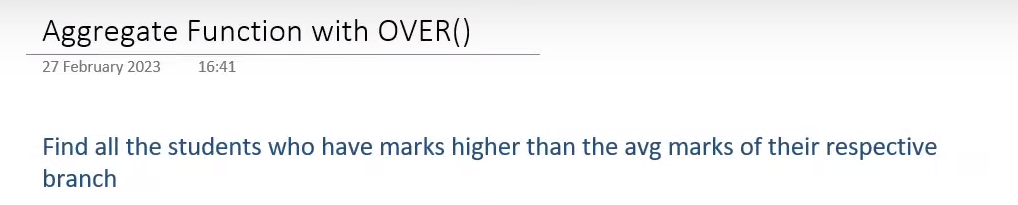 Aggregate Function with OVER()
27 February 2023 16:41
Find all the students who have marks higher than the avg marks of their respective
branch